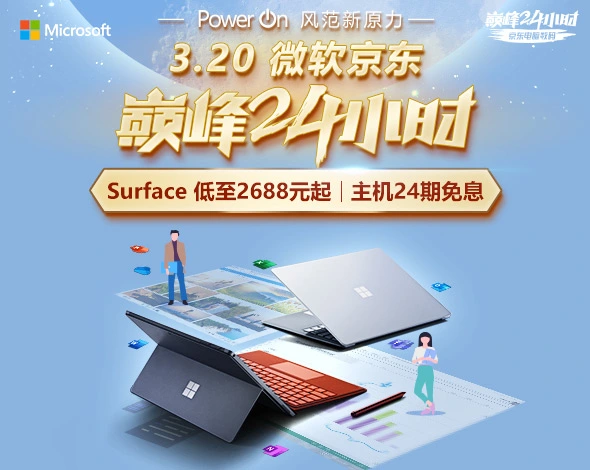 Microsoft
Power On 风范新原力
巅峰24小时
京东电脑数码
3.20 微软京东
巅峰24小时
Surface 低至2688元起｜主机24期免息